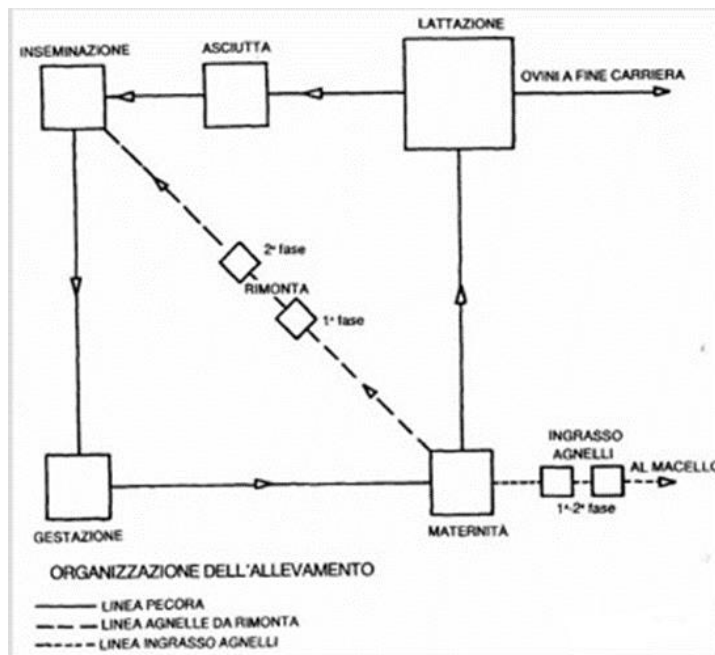 LATTAZIONE
INSEMINAZIONE
ASCIUTTA
OVINI A FINE CARRIERA
2ª fase
RIMONTA
1ª fase
INGRASSO
AGNELLI
AL MACELLO
1ª-2ª fase
GESTAZIONE
MATERNITÀ
ORGANIZZAZIONE DELL'ALLEVAMENTO
LINEA PECORA
LINEA AGNELLE DA RIMONTA
LINEA INGRASSO AGNELLI